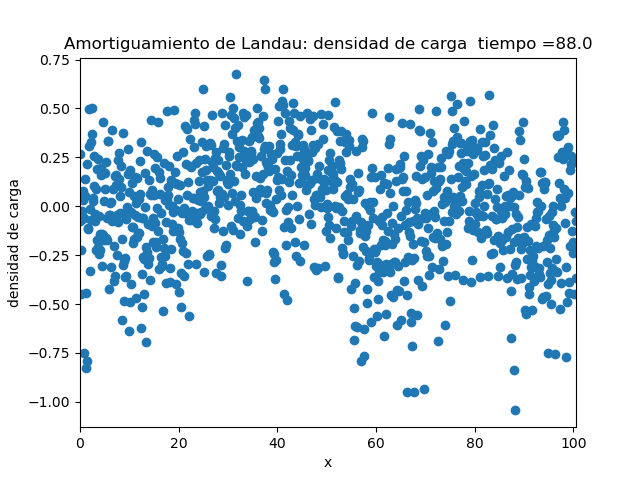 Amortiguamiento de Landau: densidad de carga  tiempo =88.0
0.75
0.50
0.25
0.00
−0.25
−0.50
−0.75
−1.00
densidad de carga
0 20 40 60 80 100
x